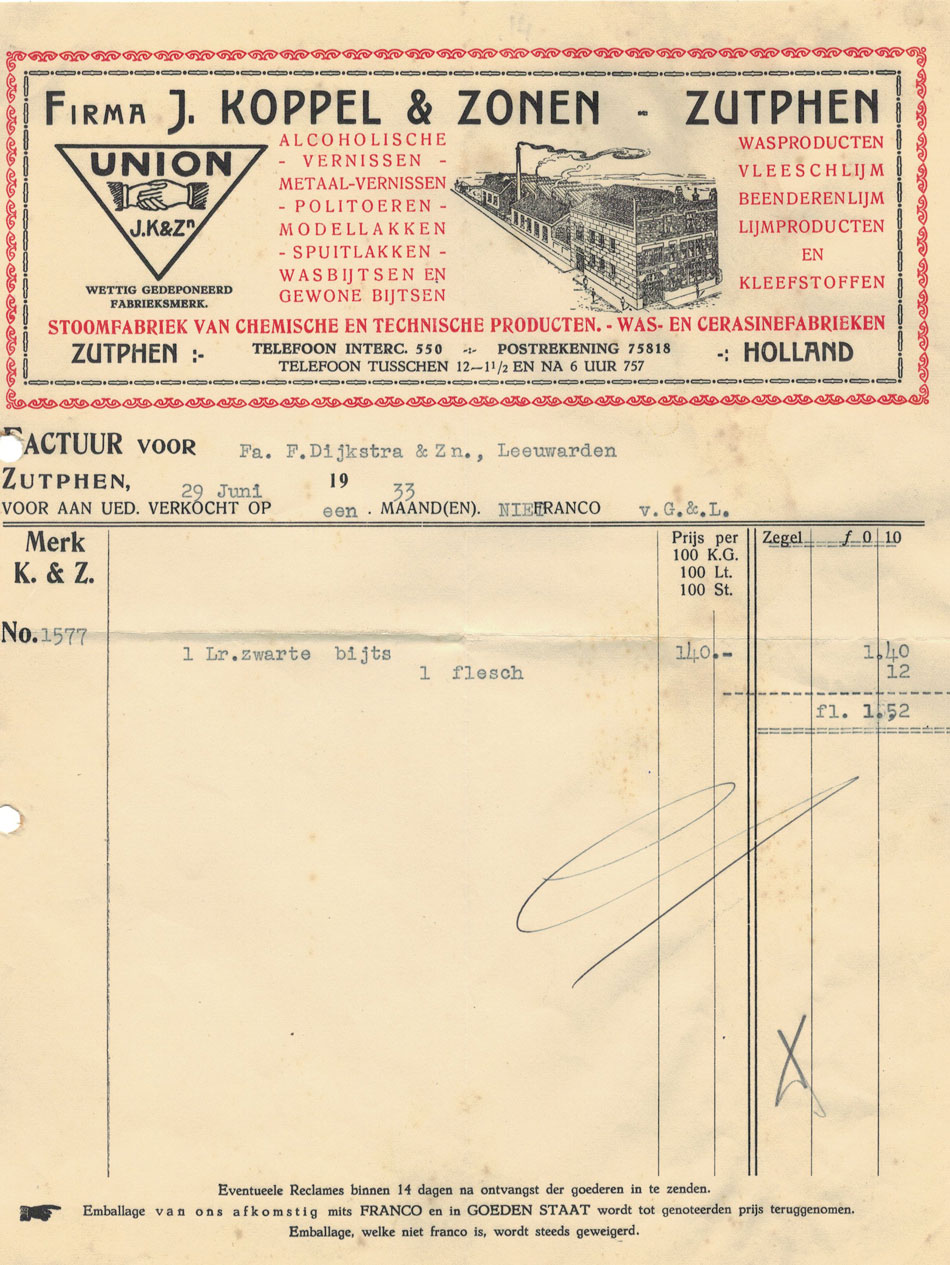 FIRMA J. KOPPEL & ZONEN - ZUTPHEN
UNION
J.K&Zn
WETTIG GEDEPONEERD
FABRIEKSMERK.
ALCOHOLISCHE
- VERNISSEN -
METAAL-VERNISSEN
- POLITOEREN -
MODELLAKKEN
- SPUITLAKKEN -
WASBIJTSEN EN
GEWONE BIJTSEN
WASPRODUCTEN
VLEESCHLIJM
BEENDERENLIJM
LIJMPRODUCTEN
EN
KLEEFSTOFFEN
STOOMFABRIEK VAN CHEMISCHE EN TECHNISCHE PRODUCTEN. - WAS- EN CERASINEFABRIEKEN
ZUTPHEN :- TELEFOON INTERC. 550 -:- POSTREKENING 75818 -: HOLLAND
TELEFOON TUSSCHEN 12—1½ EN NA 6 UUR 757
FACTUUR VOOR Fa. F.Dijkstra & Zn., Leeuwarden
ZUTPHEN, 29 Juni 19 33
VOOR AAN UED. VERKOCHT OP een . MAAND(EN). NIET FRANCO v.G.&.L.
Merk
K. & Z.
Prijs per
100 K.G.
100 Lt.
100 St.
Zegel f 0 10
No. 1577
1 Lr.zwarte bijts 140.- 1.40
1 flesch 12
fl. 1.52
Eventueele Reclames binnen 14 dagen na ontvangst der goederen in te zenden.
Emballage van ons afkomstig mits FRANCO en in GOEDEN STAAT wordt tot genoteerden prijs teruggenomen.
Emballage, welke niet franco is, wordt steeds geweigerd.